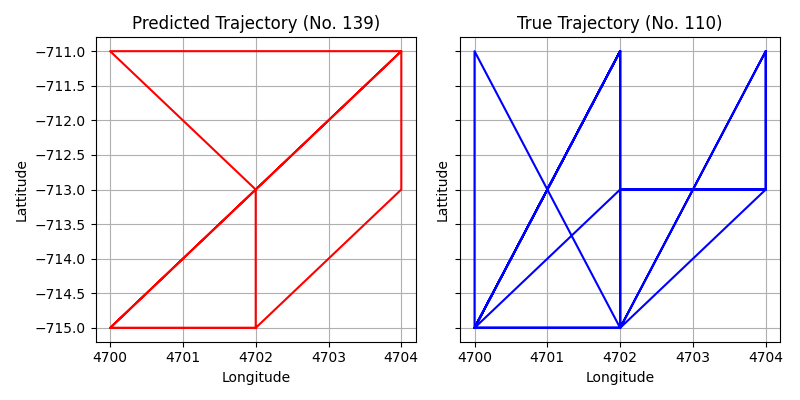 Predicted Trajectory (No. 139)
Lattitude
−711.0
−711.5
−712.0
−712.5
−713.0
−713.5
−714.0
−714.5
−715.0
4700 4701 4702 4703 4704
Longitude
True Trajectory (No. 110)
Lattitude
4700 4701 4702 4703 4704
Longitude